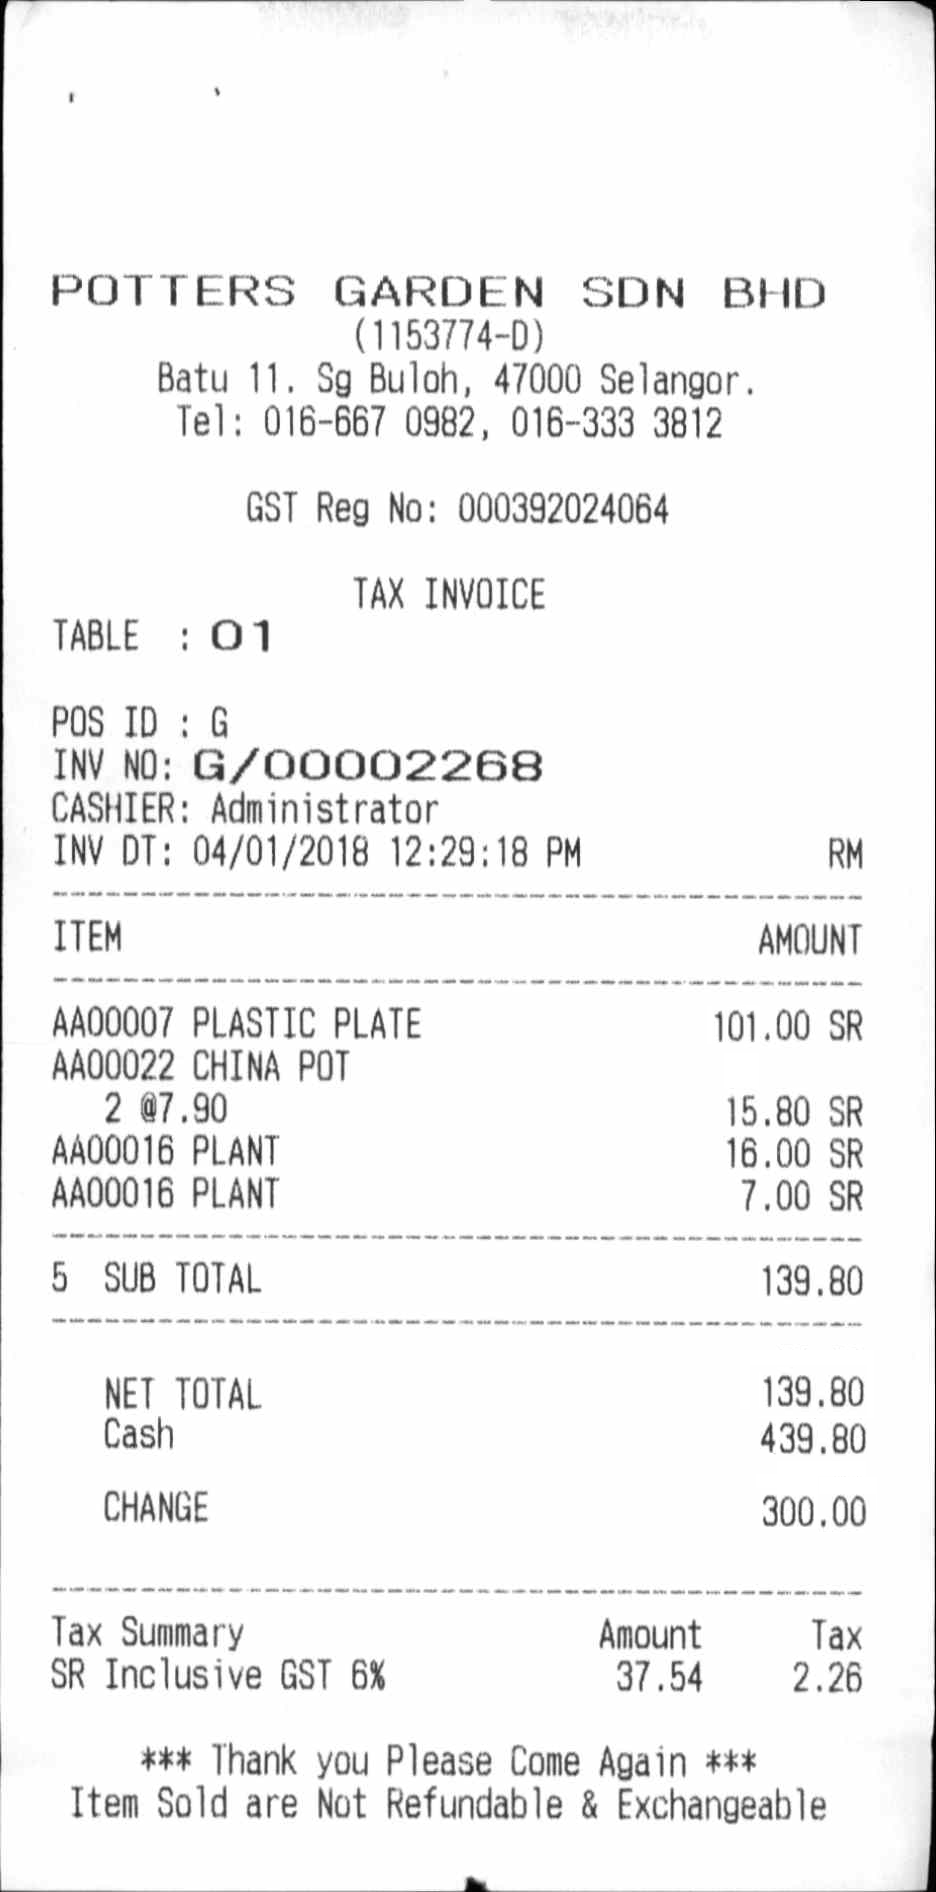 POTTERS GARDEN SDN BHD
(1153774-D)
Batu 11. Sg Buloh, 47000 Selangor.
Tel: 016-667 0982, 016-333 3812
GST Reg No: 000392024064
TAX INVOICE
TABLE : 01
POS ID : G
INV NO: G/00002268
CASHIER: Administrator
INV DT: 04/01/2018 12:29:18 PM RM
ITEM AMOUNT
AA00007 PLASTIC PLATE 101.00 SR
AA00022 CHINA POT
2 @7.90 15.80 SR
AA00016 PLANT 16.00 SR
AA00016 PLANT 7.00 SR
5 SUB TOTAL 139.80
NET TOTAL 139.80
Cash 439.80
CHANGE 300.00
Tax Summary Amount Tax
SR Inclusive GST 6% 37.54 2.26
*** Thank you Please Come Again ***
Item Sold are Not Refundable & Exchangeable